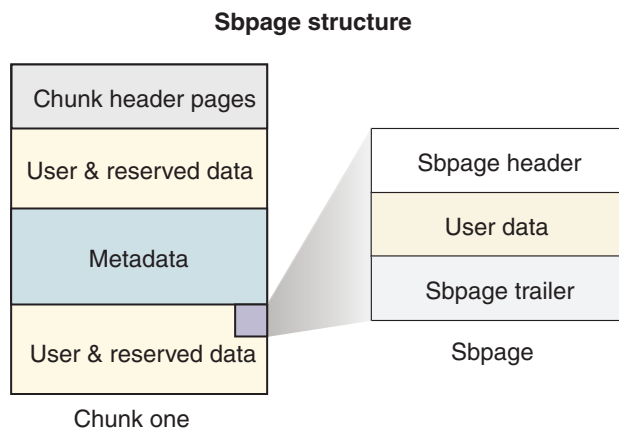 Sbpage structure
Chunk header pages
User & reserved data
Metadata
User & reserved data
Chunk one
Sbpage header
User data
Sbpage trailer
Sbpage